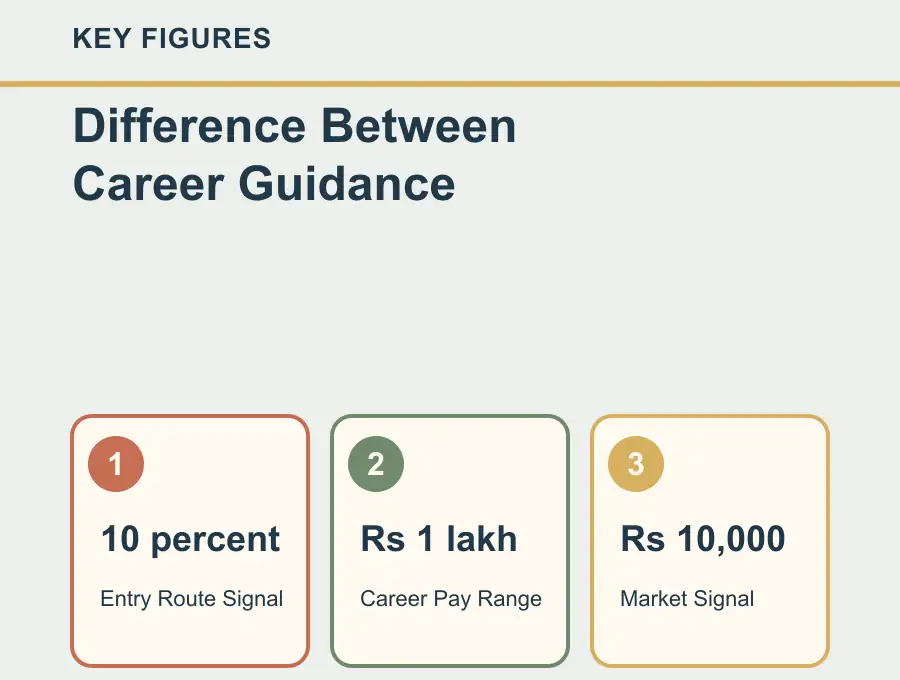 KEY FIGURES
Difference Between
Career Guidance
1
10 percent
Entry Route Signal
2
Rs 1 lakh
Career Pay Range
3
Rs 10,000
Market Signal